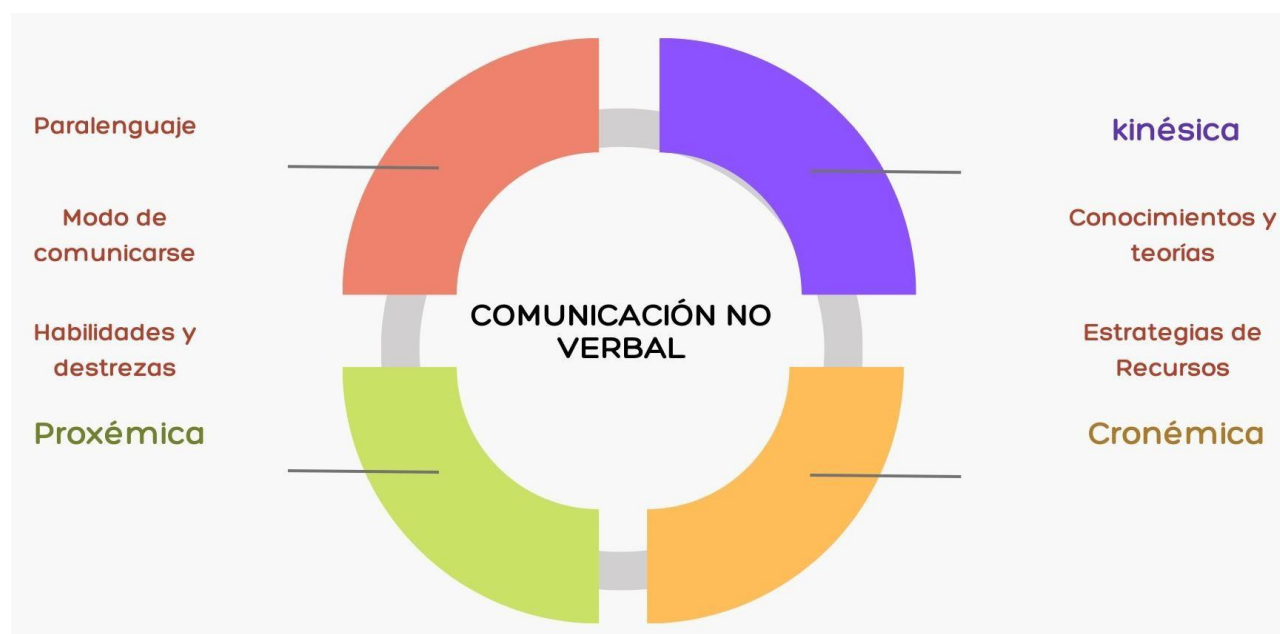 Paralenguaje
Modo de
comunicarse
Habilidades y
destrezas
Proxémica
COMUNICACIÓN NO
VERBAL
kinésica
Conocimientos y
teorías
Estrategias de
Recursos
Cronémica